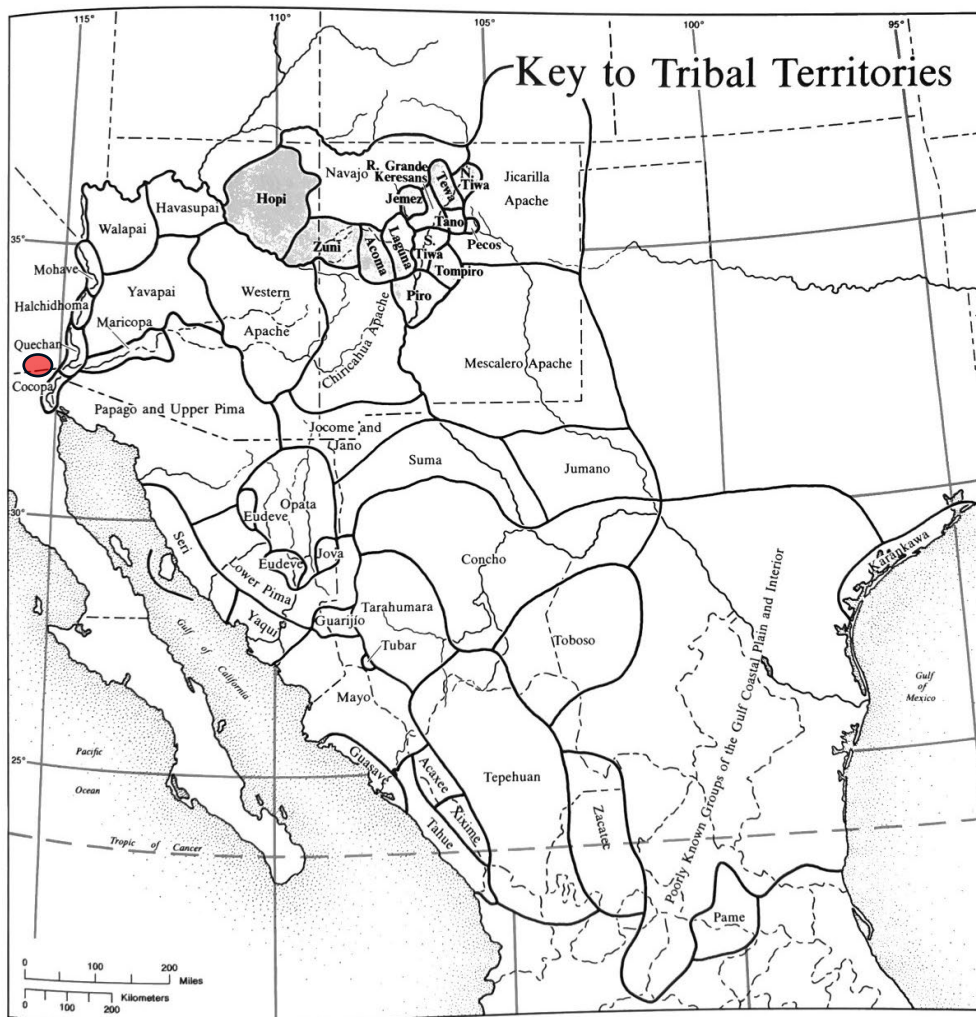 115°
110°
105°
100°
95°
Key to Tribal Territories
Navajo
R. Grande
Keresans
Tewa
N.
Tiwa
Jicarilla
Apache
Hopi
Havasupai
Walapai
Jemez
Tano
Pecos
35°
Zuni
Acoma
Laguna
S.
Tiwa
Tompiro
Mohave
Piro
Yavapai
Western
Apache
Halchidhoma
Maricopa
Chiricahua Apache
Quechan
Mescalero Apache
Cocopa
Papago and Upper Pima
Jocome and
Jano
Suma
Jumano
30°
Opata
Eudeve
Seri
Jova
Eudeve
Concho
Karankawa
Lower Pima
Yaqui
Guarijío
Tarahumara
Tubar
Toboso
Gulf
of
California
Mayo
Poorly Known Groups of the Gulf Coastal Plain and Interior
Gulf
of
Mexico
Pacific
Ocean
25°
Guasave
Acaxee
Tepehuan
Xixime
Tahue
Zacatec
Tropic of Cancer
Pame
0 100 200
Miles
Kilometers
0 100 200